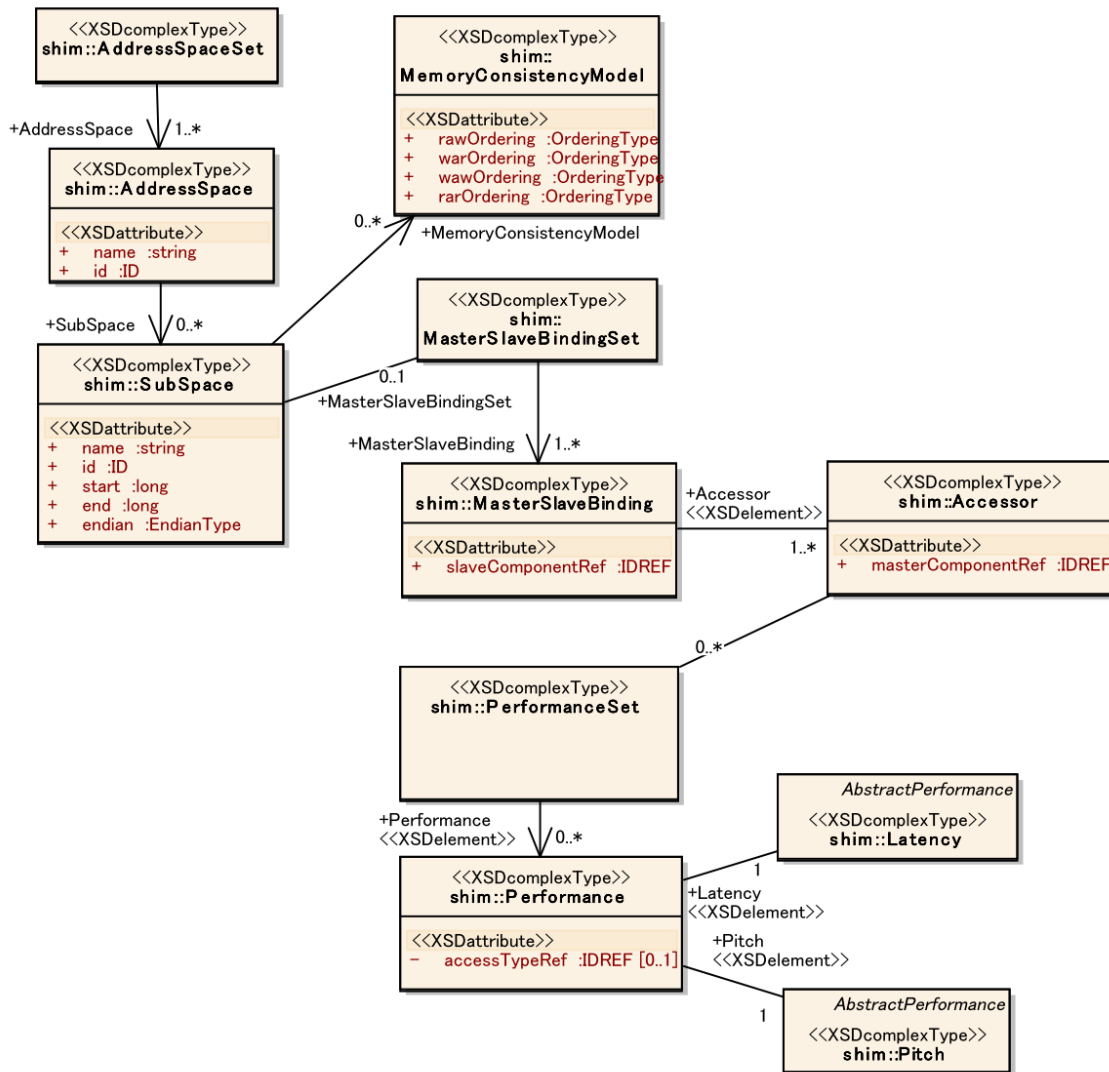 <<XSDcomplexType>>
shim::AddressSpaceSet
+AddressSpace
1..*
<<XSDcomplexType>>
shim::AddressSpace
<<XSDattribute>>
+ name :string
+ id :ID
+SubSpace
0..*
<<XSDcomplexType>>
shim::SubSpace
<<XSDattribute>>
+ name :string
+ id :ID
+ start :long
+ end :long
+ endian :EndianType
<<XSDcomplexType>>
shim::
MemoryConsistencyModel
<<XSDattribute>>
+ rawOrdering :OrderingType
+ warOrdering :OrderingType
+ wawOrdering :OrderingType
+ rarOrdering :OrderingType
0..*
+MemoryConsistencyModel
<<XSDcomplexType>>
shim::
MasterSlaveBindingSet
0..1
+MasterSlaveBindingSet
+MasterSlaveBinding
1..*
<<XSDcomplexType>>
shim::MasterSlaveBinding
<<XSDattribute>>
+ slaveComponentRef :IDREF
+Accessor
<<XSDelement>>
1..*
<<XSDcomplexType>>
shim::Accessor
<<XSDattribute>>
+ masterComponentRef :IDREF
0..*
<<XSDcomplexType>>
shim::PerformanceSet
+Performance
<<XSDelement>>
0..*
<<XSDcomplexType>>
shim::Performance
<<XSDattribute>>
- accessTypeRef :IDREF [0..1]
AbstractPerformance
<<XSDcomplexType>>
shim::Latency
1
+Latency
<<XSDelement>>
+Pitch
<<XSDelement>>
1
AbstractPerformance
<<XSDcomplexType>>
shim::Pitch